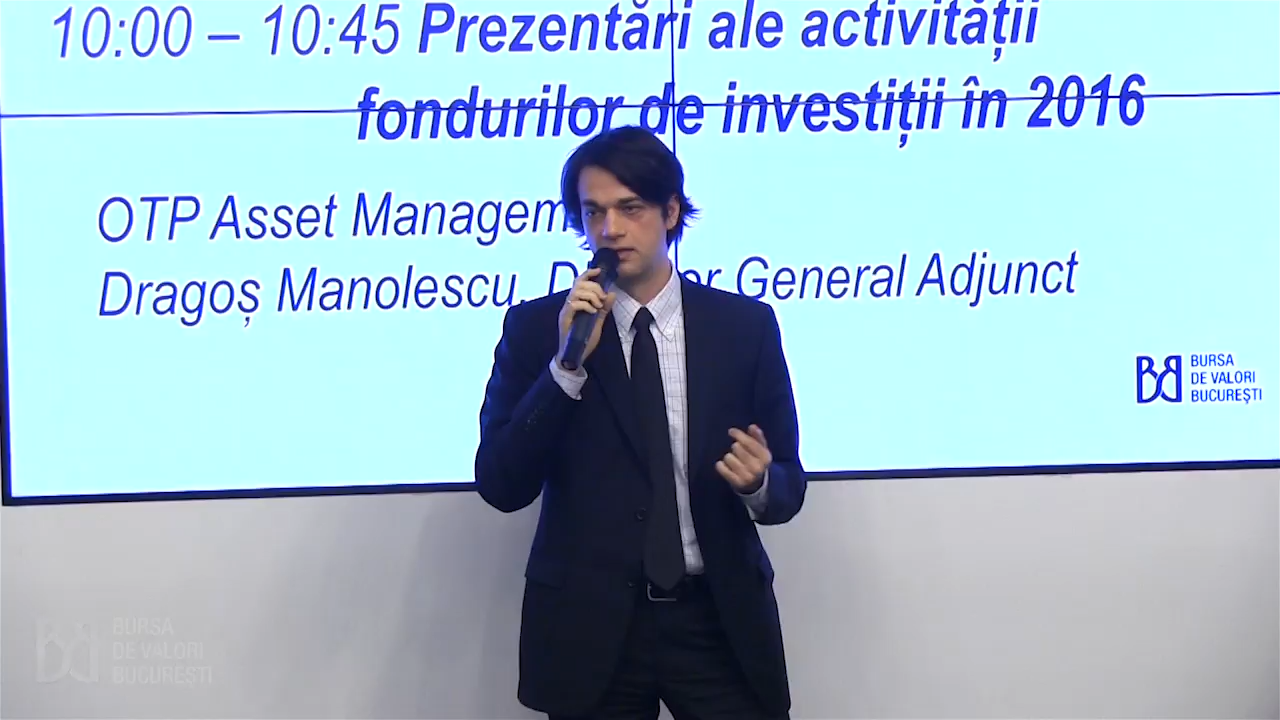 10:00 – 10:45 Prezentări ale activității
fondurilor de investiții în 2016
OTP Asset Managem
Dragoș Manolescu, General Adjunct
BURSA
DE VALORI
BUCUREȘTI
BURSA
DE VALORI
BUCUREȘTI